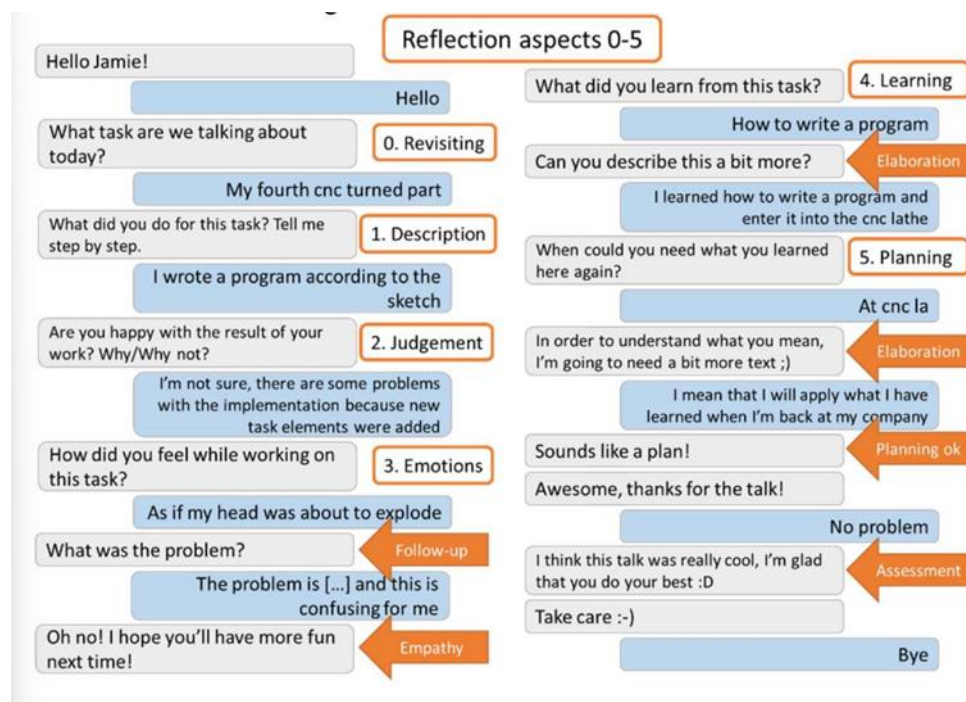 Reflection aspects 0-5
Hello Jamie!
Hello
What task are we talking about
today?
0. Revisiting
My fourth cnc turned part
What did you do for this task? Tell me
step by step.
1. Description
I wrote a program according to the
sketch
Are you happy with the result of your
work? Why/Why not?
2. Judgement
I'm not sure, there are some problems
with the implementation because new
task elements were added
How did you feel while working on
this task?
3. Emotions
As if my head was about to explode
What was the problem?
Follow-up
The problem is [...] and this is
confusing for me
Oh no! I hope you'll have more fun
next time!
Empathy
What did you learn from this task?
4. Learning
How to write a program
Can you describe this a bit more?
Elaboration
I learned how to write a program and
enter it into the cnc lathe
When could you need what you learned
here again?
5. Planning
At cnc la
In order to understand what you mean,
I'm going to need a bit more text ;)
Elaboration
I mean that I will apply what I have
learned when I'm back at my company
Sounds like a plan!
Planning ok
Awesome, thanks for the talk!
No problem
I think this talk was really cool, I'm glad
that you do your best :D
Assessment
Take care :-)
Bye